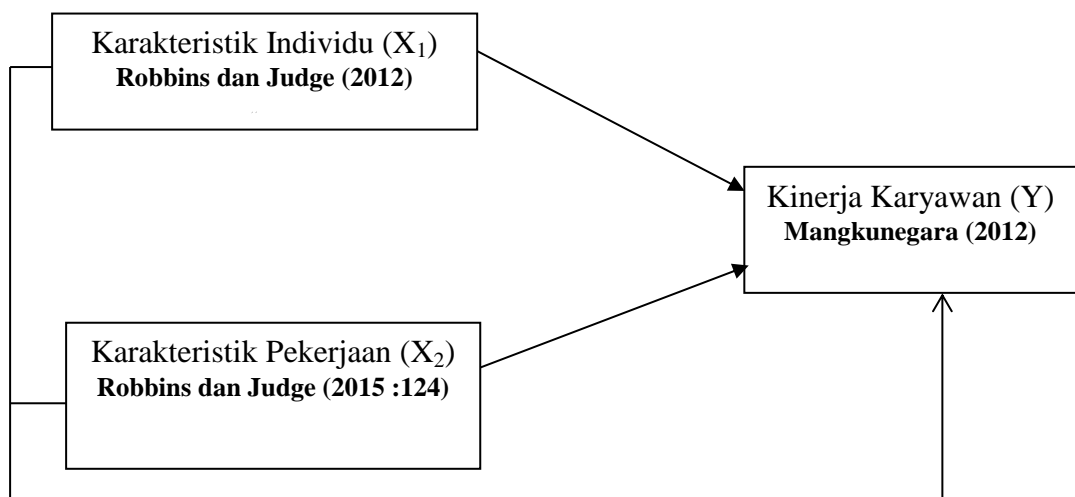 Karakteristik Individu (X₁)
Robbins dan Judge (2012)
Kinerja Karyawan (Y)
Mangkunegara (2012)
Karakteristik Pekerjaan (X₂)
Robbins dan Judge (2015 :124)